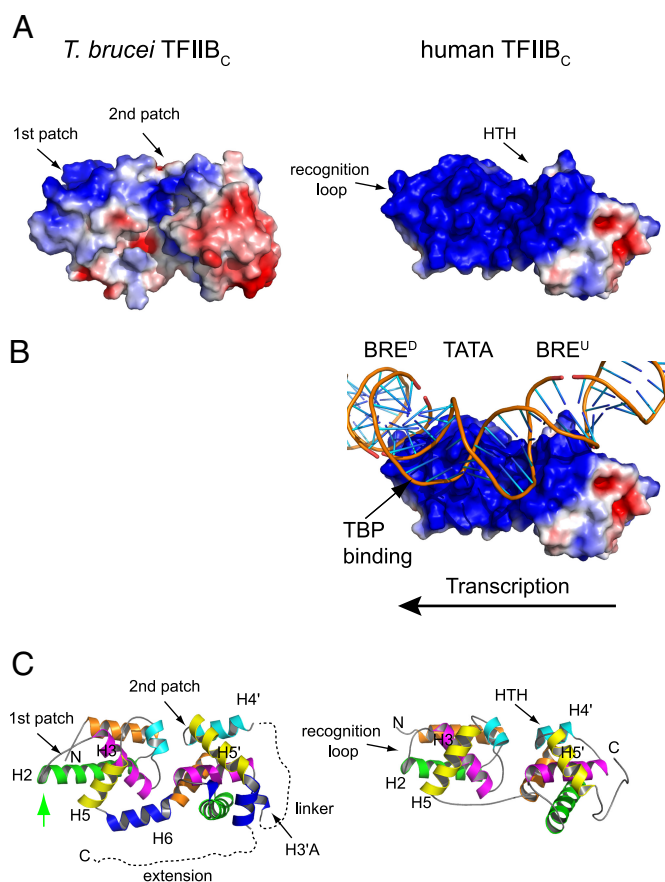 A
T. brucei TFIIBC
human TFIIBC
1st patch
2nd patch
HTH
recognition
loop
B
BRED
TATA
BREU
TBP
binding
Transcription
C
2nd patch
H4'
1st patch
N
H3
H2
H5'
H5
H6
linker
H3'A
C
extension
HTH
H4'
N
recognition
loop
H3
H5'
C
H2
H5